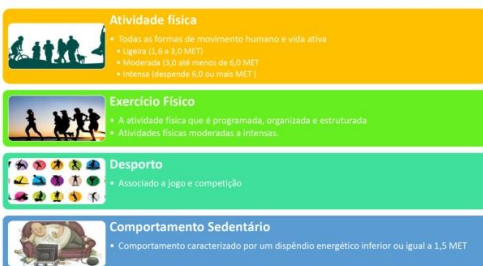 Atividade física
• Todas as formas de movimento humano e vida ativa
• Ligeira (1,6 a 3,0 MET)
• Moderada (3,0 até menos de 6,0 MET
• Intensa (despende 6,0 ou mais MET )
Exercício Físico
• A atividade física que é programada, organizada e estruturada
• Atividades físicas moderadas a intensas.
Desporto
• Associado a jogo e competição
Comportamento Sedentário
• Comportamento caracterizado por um dispêndio energético inferior ou igual a 1,5 MET